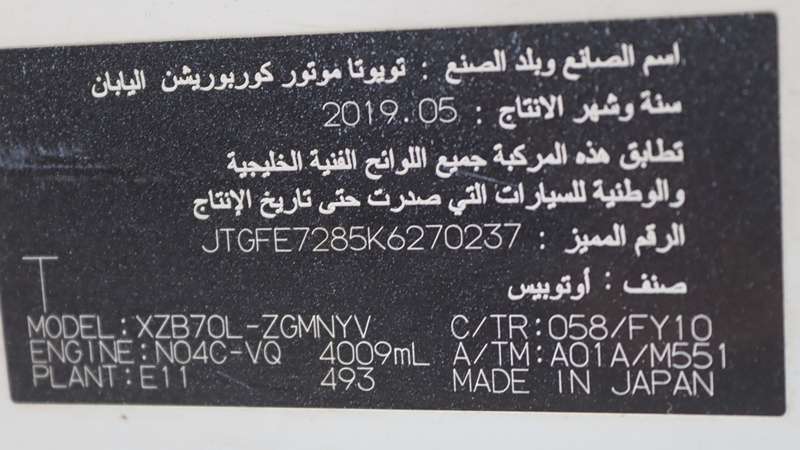 اسم الصانع وبلد الصنع : تويوتا موتور كوربوريشن اليابان
سنة وشهر الانتاج : 2019.05
تطابق هذه المركبة جميع اللوائح الفنية الخليجية
والوطنية للسيارات التي صدرت حتى تاريخ الإنتاج
الرقم المميز : JTGFE7285K6270237
صنف : أوتوبيس
T
MODEL:XZB70L-ZGMNYV C/TR:058/FY10
ENGINE:N04C-VQ 4009mL A/TM:A01A/M551
PLANT:E11 493 MADE IN JAPAN